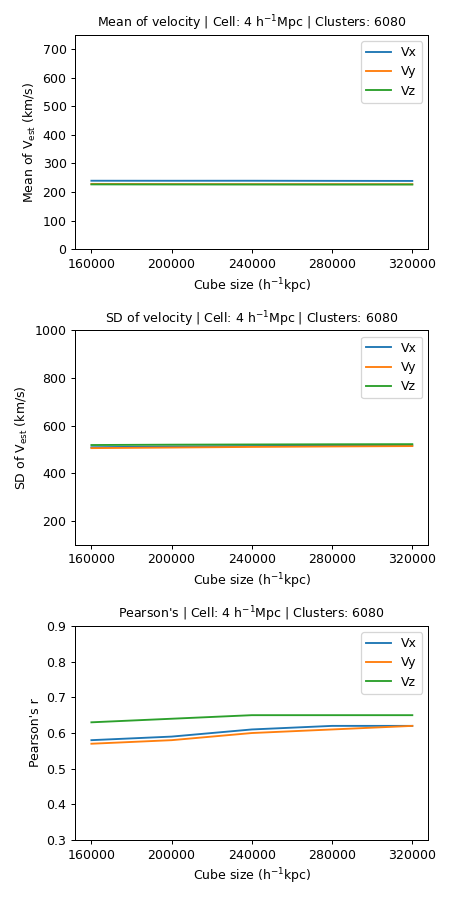 Mean of velocity | Cell: 4 h⁻¹Mpc | Clusters: 6080
700
600
500
400
300
200
100
0
Mean of Vest (km/s)
Vx
Vy
Vz
160000 200000 240000 280000 320000
Cube size (h⁻¹kpc)
SD of velocity | Cell: 4 h⁻¹Mpc | Clusters: 6080
1000
800
600
400
200
SD of Vest (km/s)
Vx
Vy
Vz
160000 200000 240000 280000 320000
Cube size (h⁻¹kpc)
Pearson's | Cell: 4 h⁻¹Mpc | Clusters: 6080
0.9
0.8
0.7
0.6
0.5
0.4
0.3
Pearson's r
Vx
Vy
Vz
160000 200000 240000 280000 320000
Cube size (h⁻¹kpc)